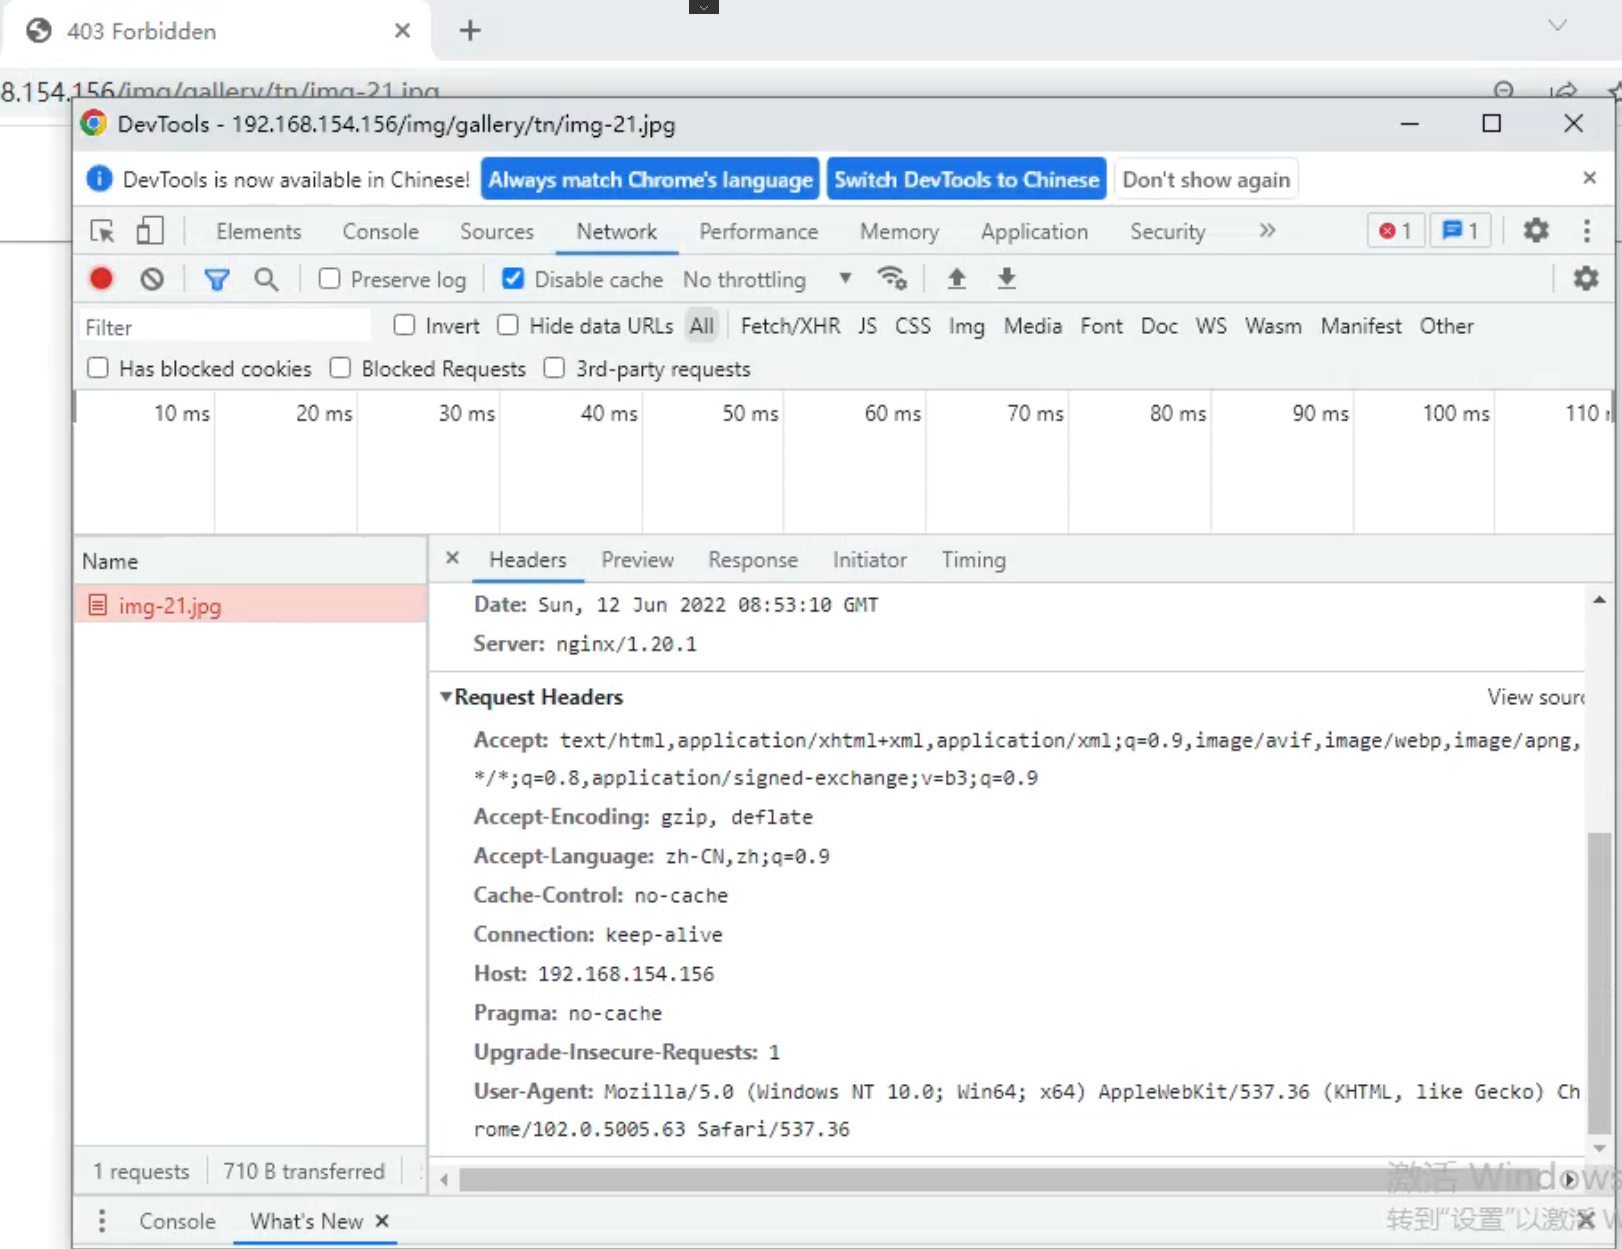 403 Forbidden
8.154.156/img/gallery/tn/img-21.jpg
DevTools - 192.168.154.156/img/gallery/tn/img-21.jpg
DevTools is now available in Chinese! Always match Chrome's language Switch DevTools to Chinese Don't show again
Elements Console Sources Network Performance Memory Application Security 1 1
Preserve log Disable cache No throttling
Filter Invert Hide data URLs All Fetch/XHR JS CSS Img Media Font Doc WS Wasm Manifest Other
Has blocked cookies Blocked Requests 3rd-party requests
10 ms 20 ms 30 ms 40 ms 50 ms 60 ms 70 ms 80 ms 90 ms 100 ms 110
Name Headers Preview Response Initiator Timing
img-21.jpg
Date: Sun, 12 Jun 2022 08:53:10 GMT
Server: nginx/1.20.1
Request Headers View sourc
Accept: text/html,application/xhtml+xml,application/xml;q=0.9,image/avif,image/webp,image/apng,
*/*;q=0.8,application/signed-exchange;v=b3;q=0.9
Accept-Encoding: gzip, deflate
Accept-Language: zh-CN,zh;q=0.9
Cache-Control: no-cache
Connection: keep-alive
Host: 192.168.154.156
Pragma: no-cache
Upgrade-Insecure-Requests: 1
User-Agent: Mozilla/5.0 (Windows NT 10.0; Win64; x64) AppleWebKit/537.36 (KHTML, like Gecko) Ch
rome/102.0.5005.63 Safari/537.36
1 requests 710 B transferred
激活 Windows
Console What's New
转到"设置"以激活 W